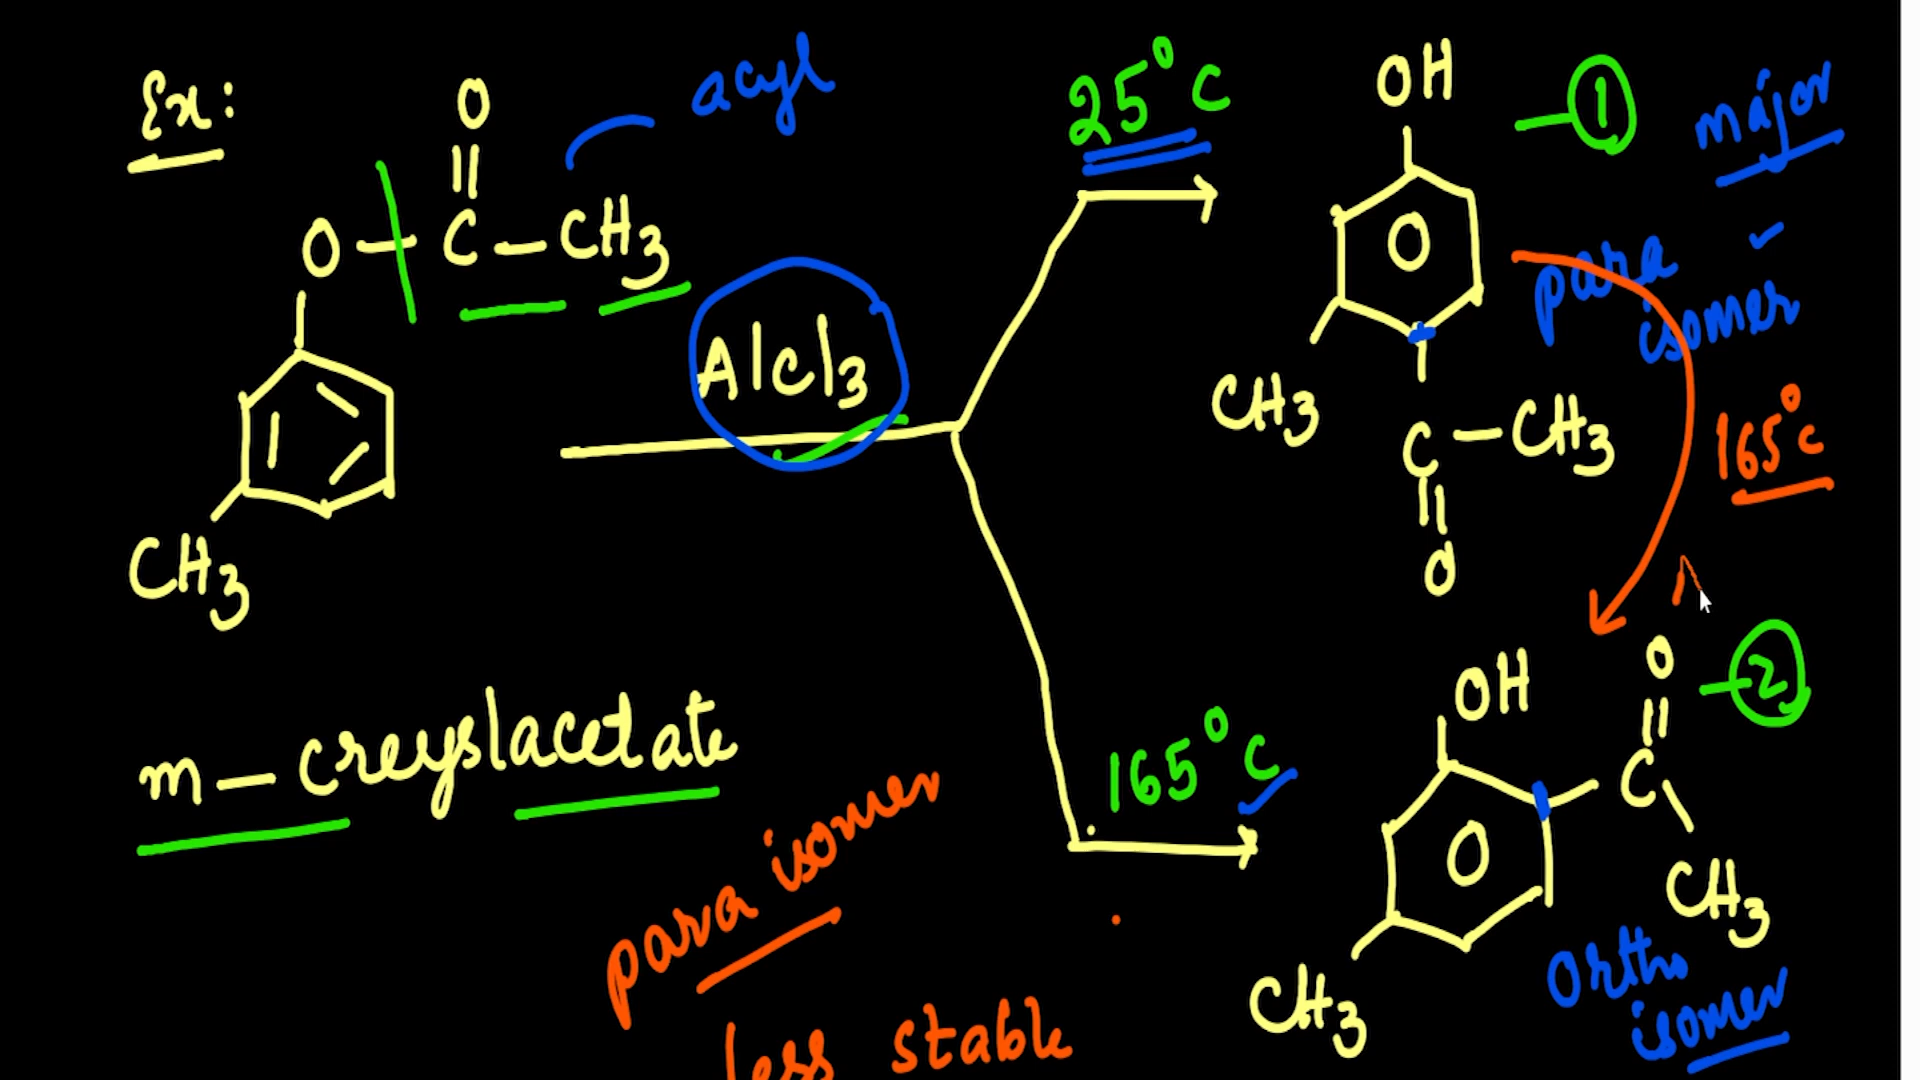 Ex:
O
||
O - C - CH3
acyl
CH3
m - creyslacetate
AlCl3
25°C
OH
1
major
para
isomer
CH3
C - CH3
||
O
165°C
165°C
OH
O
||
C
2
CH3
CH3
Ortho
isomer
para isomer
less stable